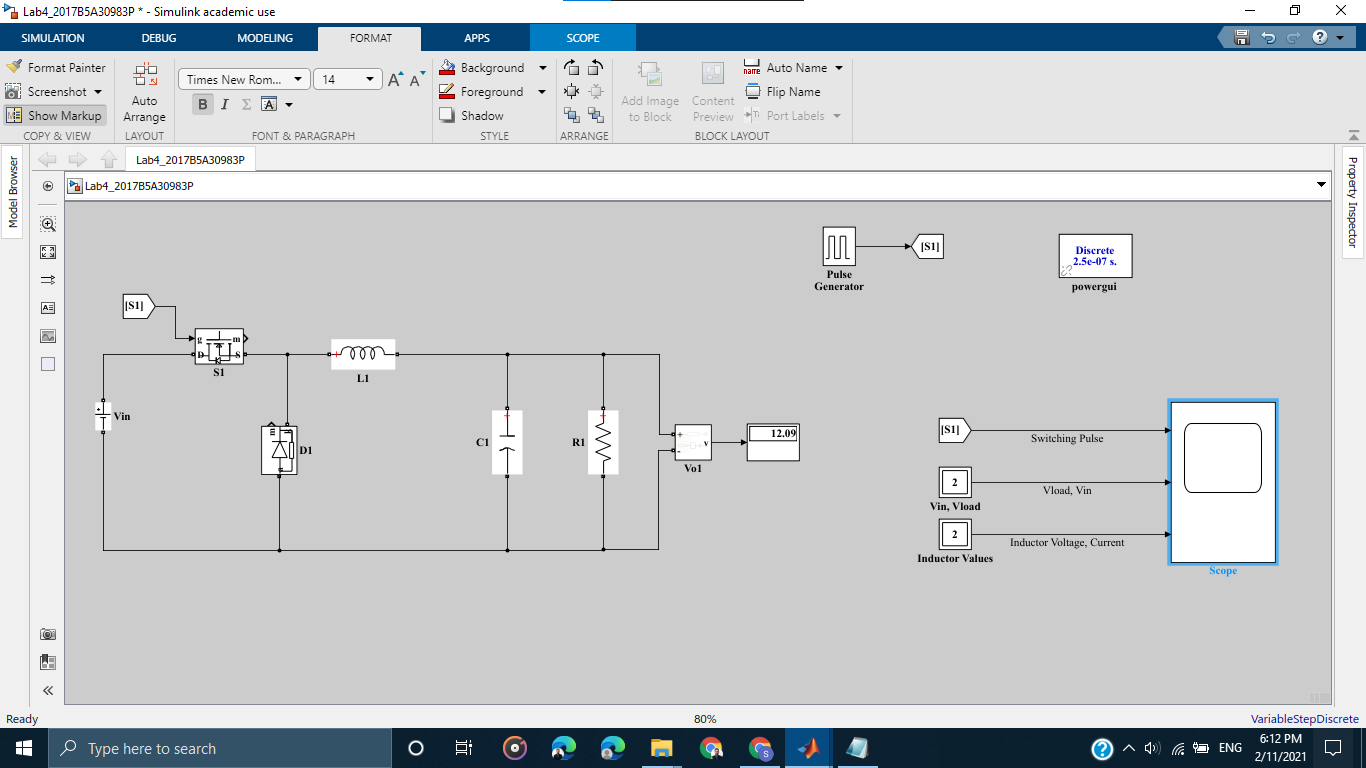 Lab4_2017B5A30983P * - Simulink academic use
SIMULATION DEBUG MODELING FORMAT APPS SCOPE
Format Painter
Screenshot
Show Markup
COPY & VIEW
Auto
Arrange
LAYOUT
Times New Rom... 14 A A
B I Σ A
FONT & PARAGRAPH
Background
Foreground
Shadow
STYLE
ARRANGE
Add Image
to Block
Content
Preview
Auto Name
Flip Name
Port Labels
BLOCK LAYOUT
Model Browser
Property Inspector
Lab4_2017B5A30983P
Lab4_2017B5A30983P
Pulse
Generator
[S1]
Discrete
2.5e-07 s.
powergui
[S1]
g m
D S
S1
L1
Vin
m
D1
C1
R1
+
-
v
Vo1
12.09
[S1]
Switching Pulse
2
Vin, Vload
Vload, Vin
2
Inductor Values
Inductor Voltage, Current
Scope
Ready 80% VariableStepDiscrete
Type here to search
ENG
6:12 PM
2/11/2021